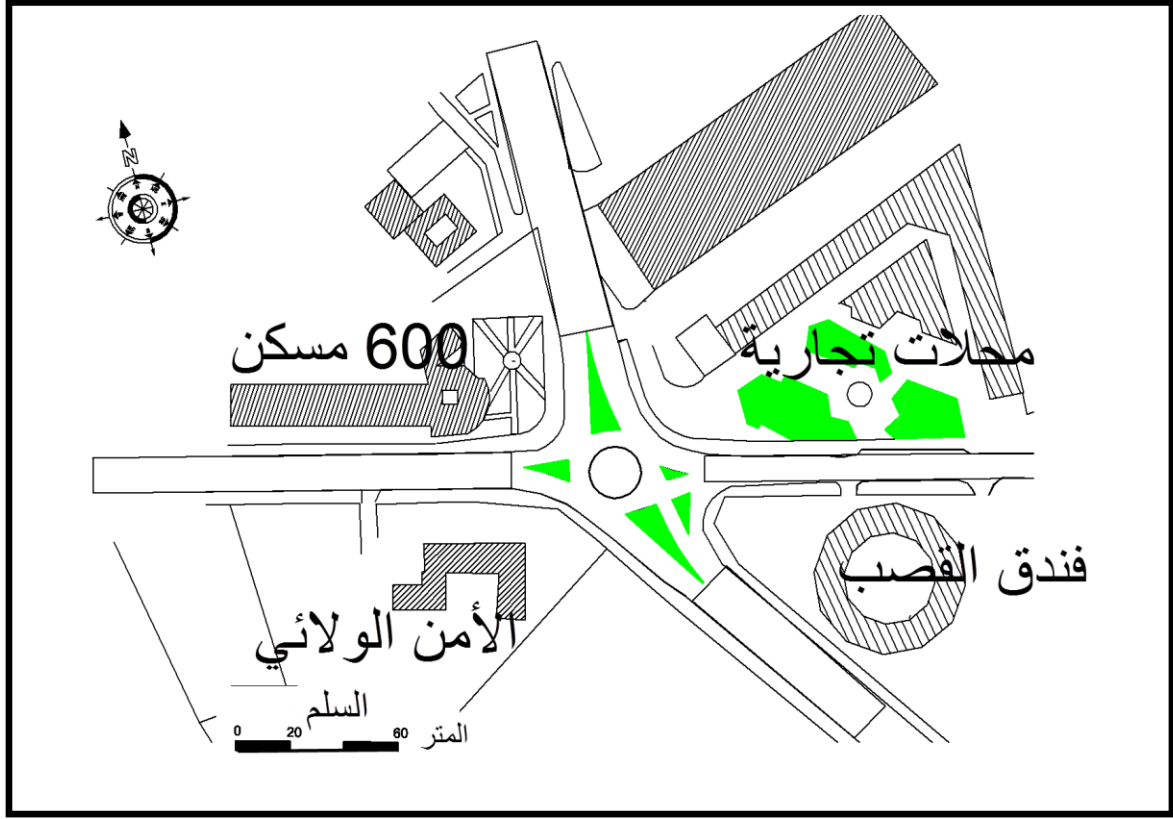 N
600 مسكن
محلات تجارية
فندق القصب
الأمن الولائي
السلم
0 20 60 المتر